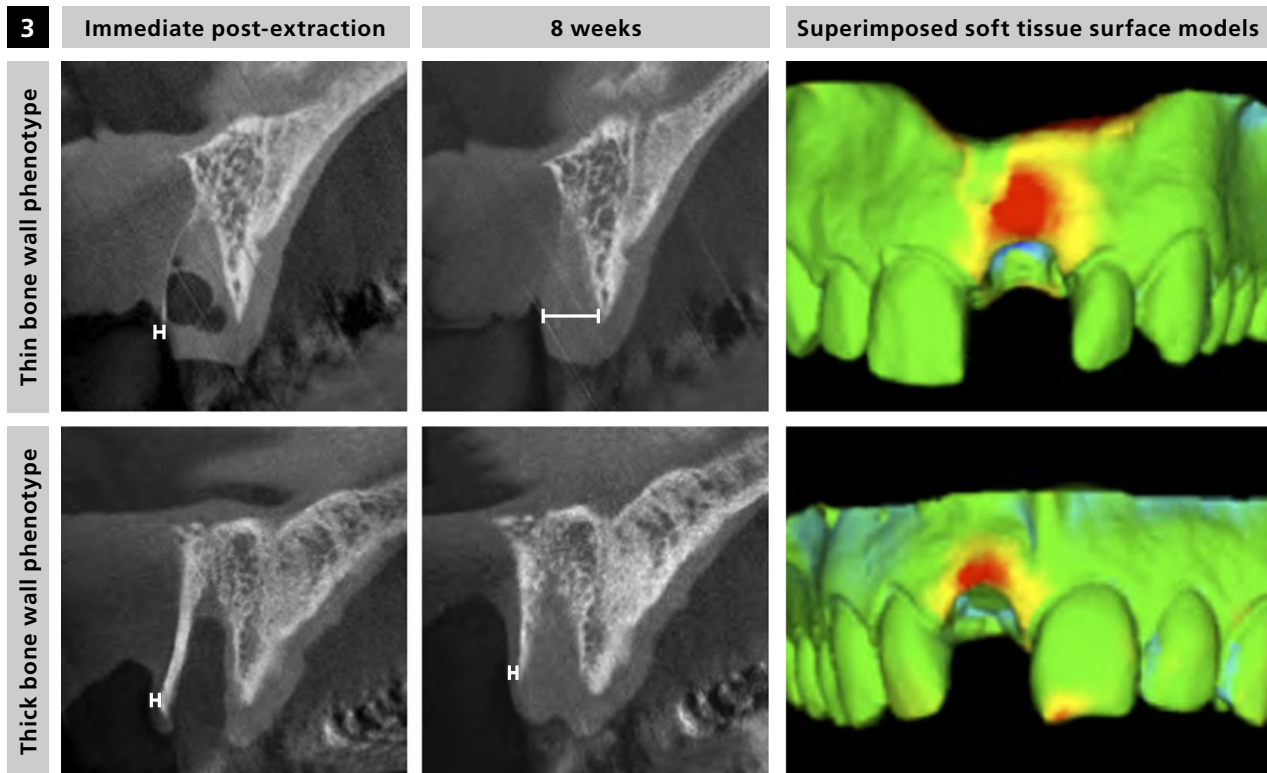 3
Immediate post-extraction
8 weeks
Superimposed soft tissue surface models
Thin bone wall phenotype
Thick bone wall phenotype